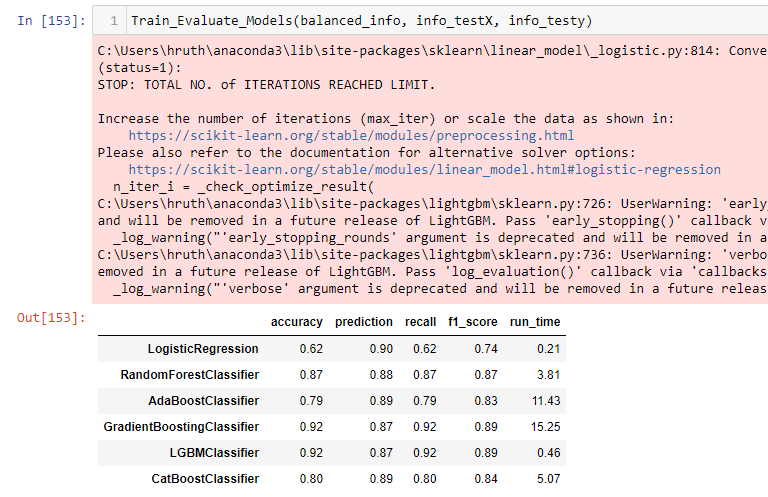 In [153]: 1 Train_Evaluate_Models(balanced_info, info_testX, info_testy)
C:\Users\hruth\anaconda3\lib\site-packages\sklearn\linear_model\_logistic.py:814: Conve
(status=1):
STOP: TOTAL NO. of ITERATIONS REACHED LIMIT.
Increase the number of iterations (max_iter) or scale the data as shown in:
https://scikit-learn.org/stable/modules/preprocessing.html
Please also refer to the documentation for alternative solver options:
https://scikit-learn.org/stable/modules/linear_model.html#logistic-regression
n_iter_i = _check_optimize_result(
C:\Users\hruth\anaconda3\lib\site-packages\lightgbm\sklearn.py:726: UserWarning: 'early_
and will be removed in a future release of LightGBM. Pass 'early_stopping()' callback v
_log_warning("'early_stopping_rounds' argument is deprecated and will be removed in a
C:\Users\hruth\anaconda3\lib\site-packages\lightgbm\sklearn.py:736: UserWarning: 'verbo
emoved in a future release of LightGBM. Pass 'log_evaluation()' callback via 'callbacks
_log_warning("'verbose' argument is deprecated and will be removed in a future releas
Out[153]:
accuracy prediction recall f1_score run_time
LogisticRegression 0.62 0.90 0.62 0.74 0.21
RandomForestClassifier 0.87 0.88 0.87 0.87 3.81
AdaBoostClassifier 0.79 0.89 0.79 0.83 11.43
GradientBoostingClassifier 0.92 0.87 0.92 0.89 15.25
LGBMClassifier 0.92 0.87 0.92 0.89 0.46
CatBoostClassifier 0.80 0.89 0.80 0.84 5.07